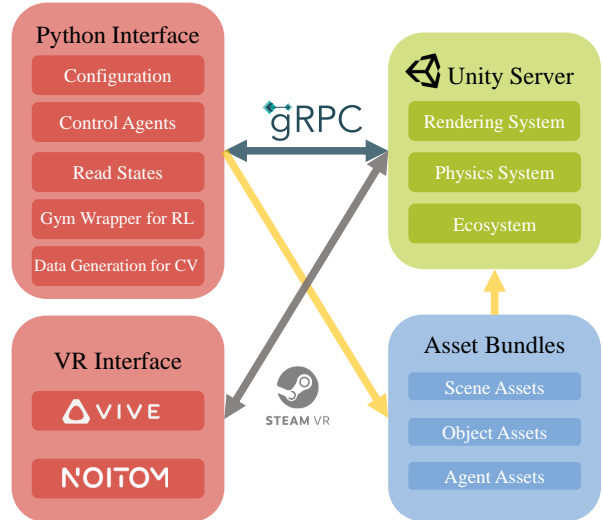 Python Interface
Configuration
Control Agents
Read States
Gym Wrapper for RL
Data Generation for CV
gRPC
Unity Server
Rendering System
Physics System
Ecosystem
VR Interface
VIVE
NOITOM
STEAM VR
Asset Bundles
Scene Assets
Object Assets
Agent Assets